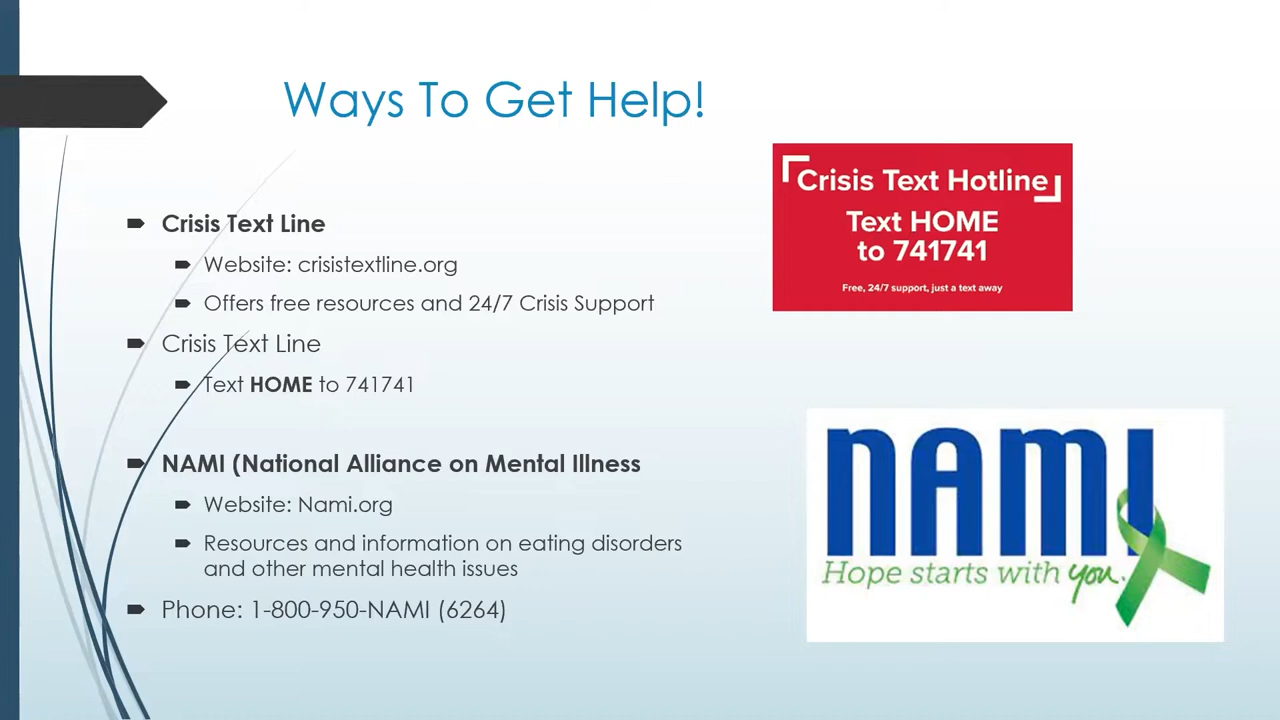 Ways To Get Help!
Crisis Text Line
Website: crisistextline.org
Offers free resources and 24/7 Crisis Support
Crisis Text Line
Text HOME to 741741
NAMI (National Alliance on Mental Illness
Website: Nami.org
Resources and information on eating disorders
and other mental health issues
Phone: 1-800-950-NAMI (6264)
Crisis Text Hotline
Text HOME
to 741741
Free, 24/7 support, just a text away
nAMI
Hope starts with you.